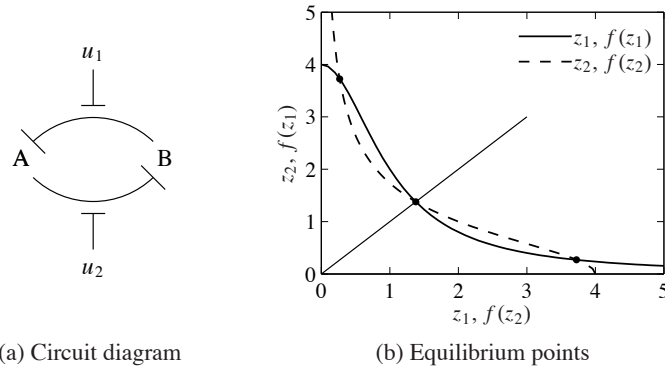 u₁
A
B
u₂
(a) Circuit diagram
z₁, f(z₁)
z₂, f(z₂)
z₂, f(z₁)
5
4
3
2
1
0
0
1
2
3
4
5
z₁, f(z₂)
(b) Equilibrium points